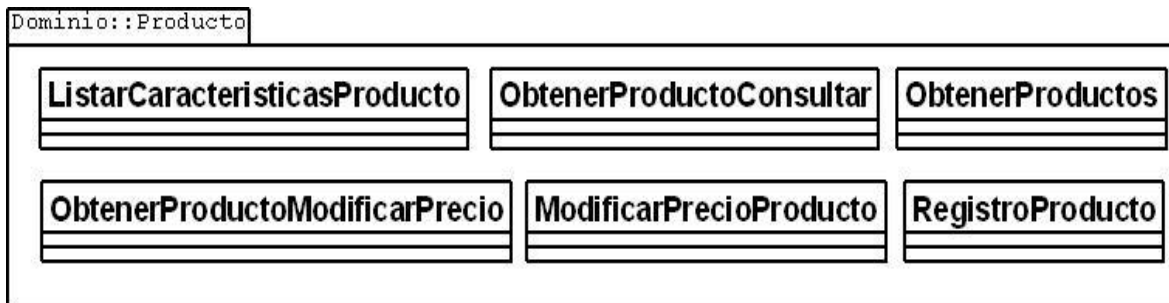 Dominio::Producto
ListarCaracteristicasProducto ObtenerProductoConsultar ObtenerProductos
ObtenerProductoModificarPrecio ModificarPrecioProducto RegistroProducto